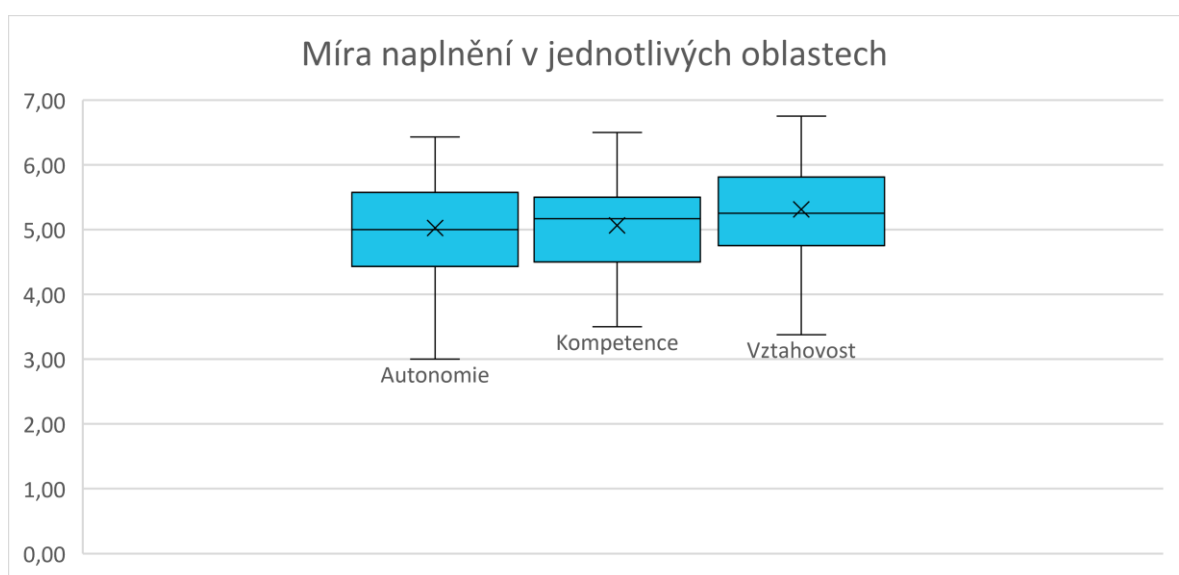 Míra naplnění v jednotlivých oblastech
7,00
6,00
5,00
4,00
3,00
2,00
1,00
0,00
Autonomie
Kompetence
Vztahovost